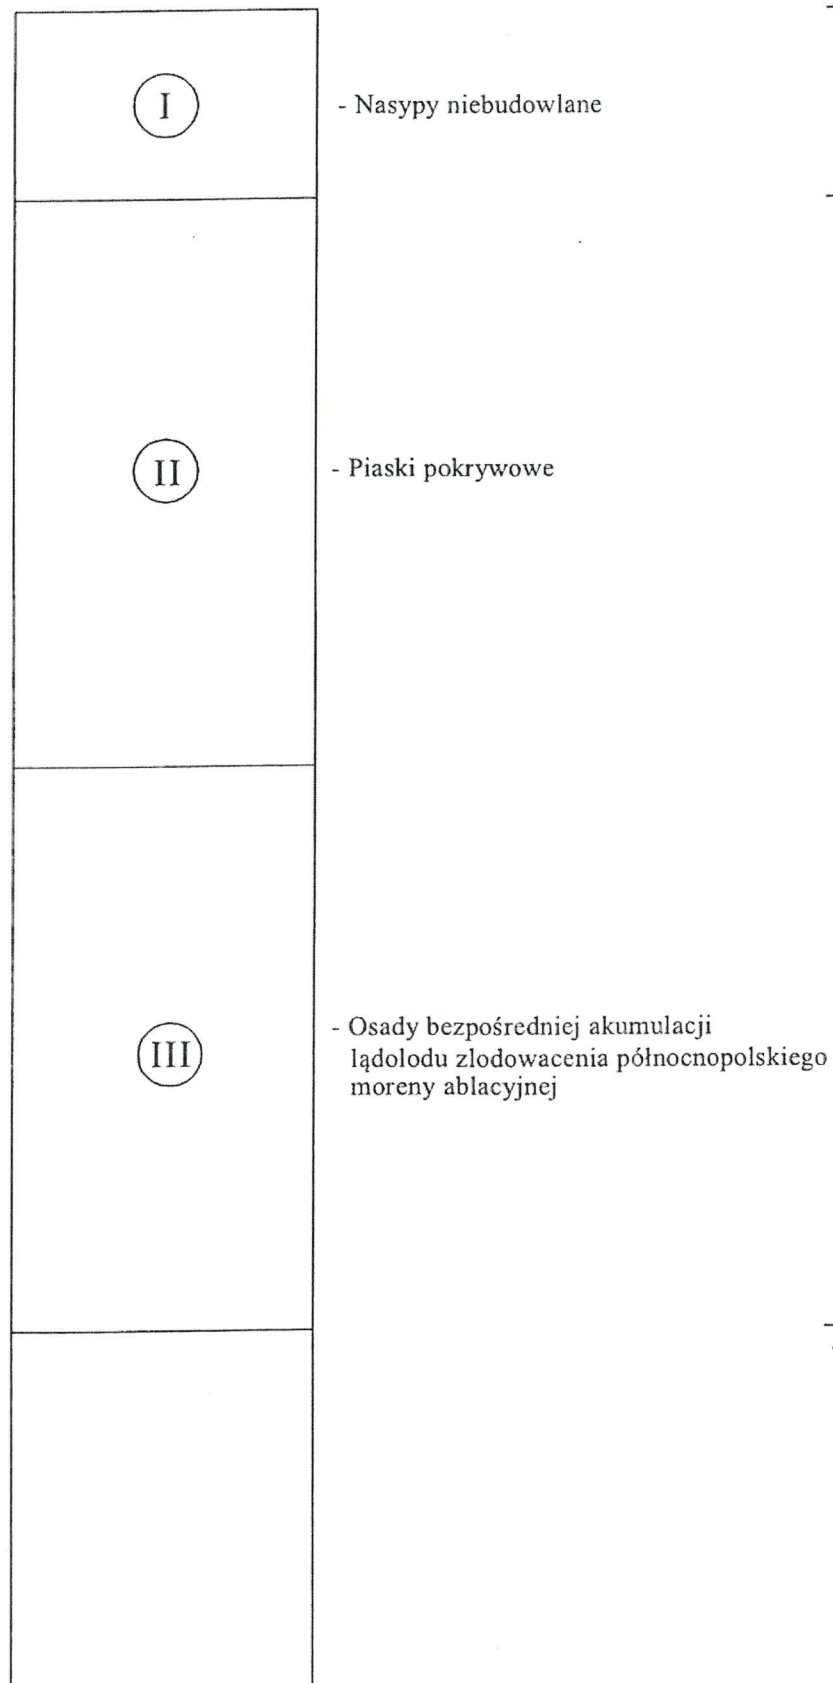 I
- Nasypy niebudowlane
II
- Piaski pokrywowe
III
- Osady bezpośredniej akumulacji
lądolodu zlodowacenia północnopolskiego
moreny ablacyjnej